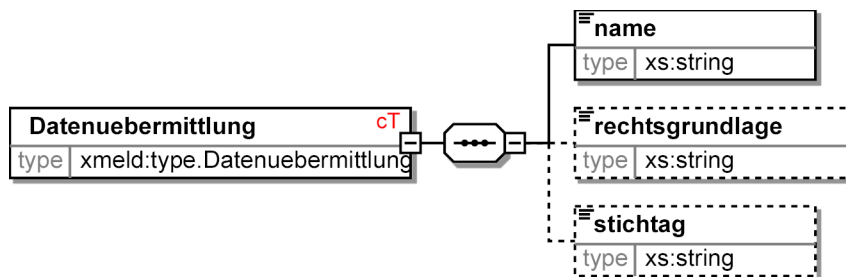 name
type xs:string
Datenuebermittlung cT
type xmeld:type.Datenuebermittlung
rechtsgrundlage
type xs:string
stichtag
type xs:string